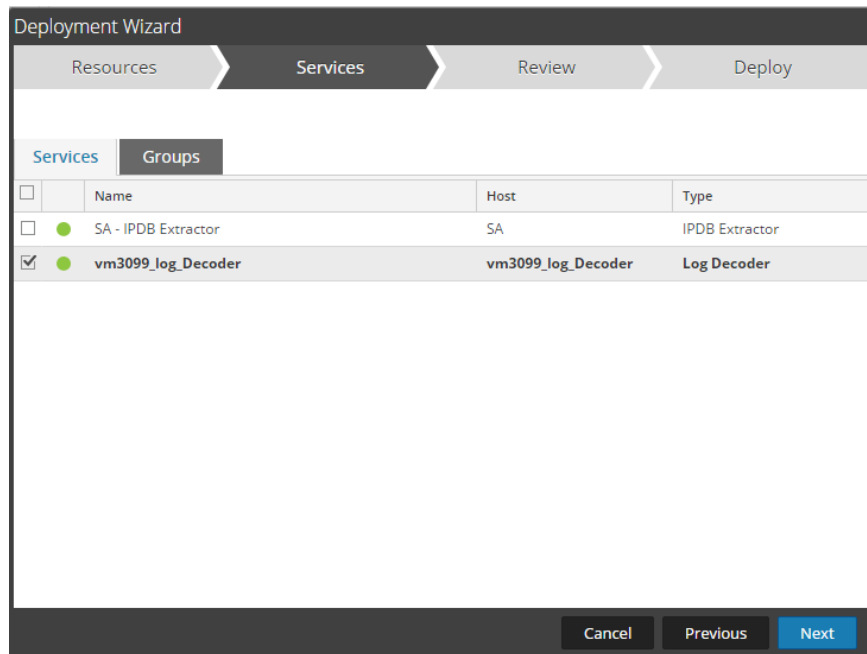 Deployment Wizard
Resources Services Review Deploy
Services Groups
Name Host Type
SA - IPDB Extractor SA IPDB Extractor
vm3099_log_Decoder vm3099_log_Decoder Log Decoder
Cancel Previous Next